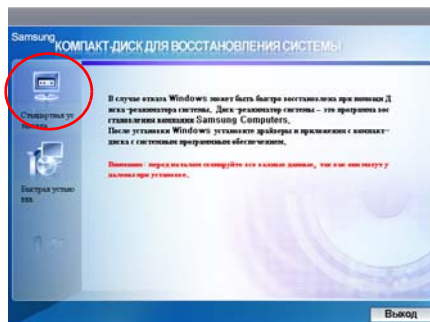 Samsung
КОМПАКТ-ДИСК ДЛЯ ВОССТАНОВЛЕНИЯ СИСТЕМЫ
Стандартная ус
тановка
Быстрая устано
вка
В случае отказа Windows может быть быстро восстановлена при помощи Д
иска-реаниматора системы. Диск-реаниматор системы – это программа вос
становления компании Samsung Computers.
После установки Windows установите драйверы и приложения с компакт-
диска с системным программным обеспечением.
Внимание: перед началом скопируйте все важные данные, так как они могут у
далены при установке.
Выход